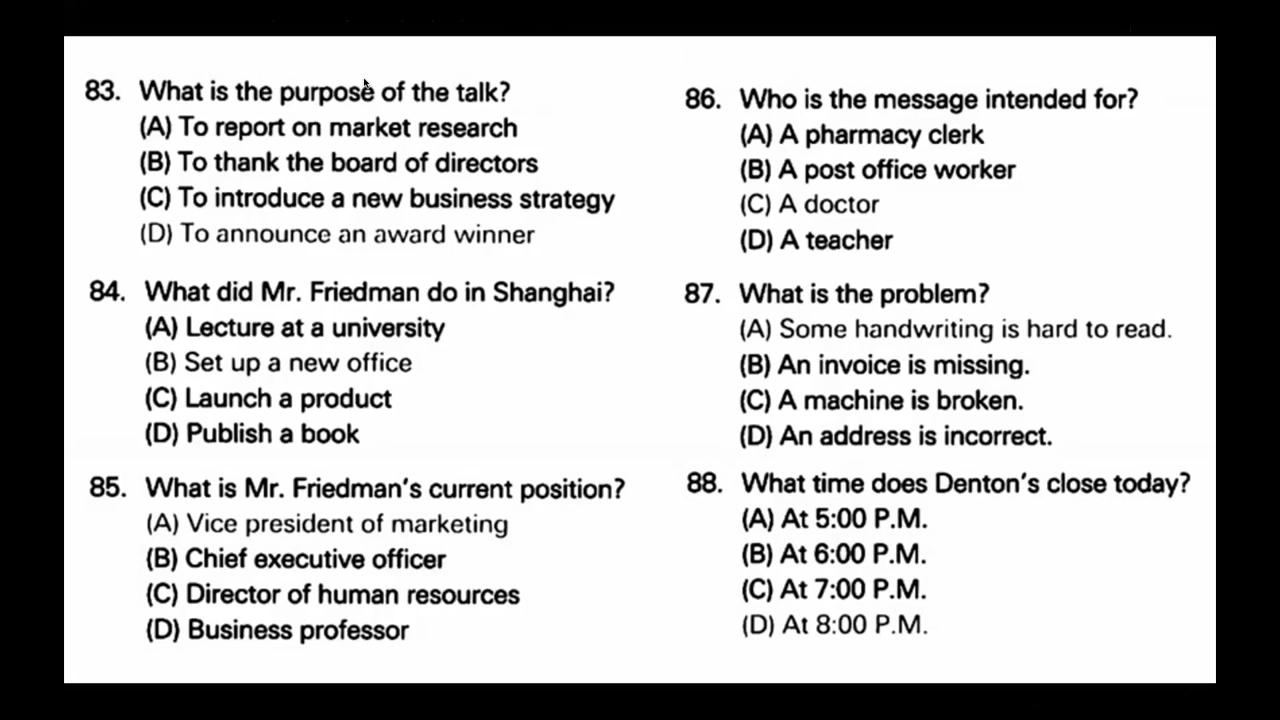 83. What is the purpose of the talk?
(A) To report on market research
(B) To thank the board of directors
(C) To introduce a new business strategy
(D) To announce an award winner
84. What did Mr. Friedman do in Shanghai?
(A) Lecture at a university
(B) Set up a new office
(C) Launch a product
(D) Publish a book
85. What is Mr. Friedman's current position?
(A) Vice president of marketing
(B) Chief executive officer
(C) Director of human resources
(D) Business professor
86. Who is the message intended for?
(A) A pharmacy clerk
(B) A post office worker
(C) A doctor
(D) A teacher
87. What is the problem?
(A) Some handwriting is hard to read.
(B) An invoice is missing.
(C) A machine is broken.
(D) An address is incorrect.
88. What time does Denton's close today?
(A) At 5:00 P.M.
(B) At 6:00 P.M.
(C) At 7:00 P.M.
(D) At 8:00 P.M.